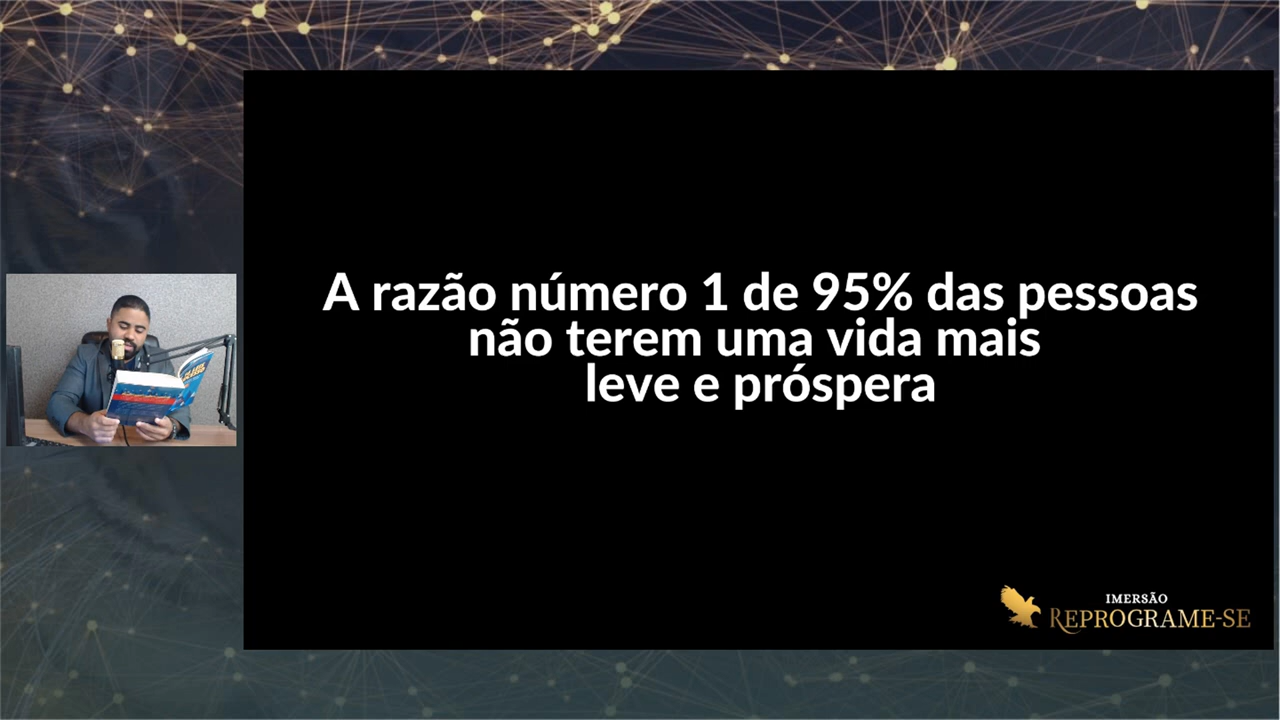 A razão número 1 de 95% das pessoas
não terem uma vida mais
leve e próspera
IMERSÃO
REPROGRAME-SE